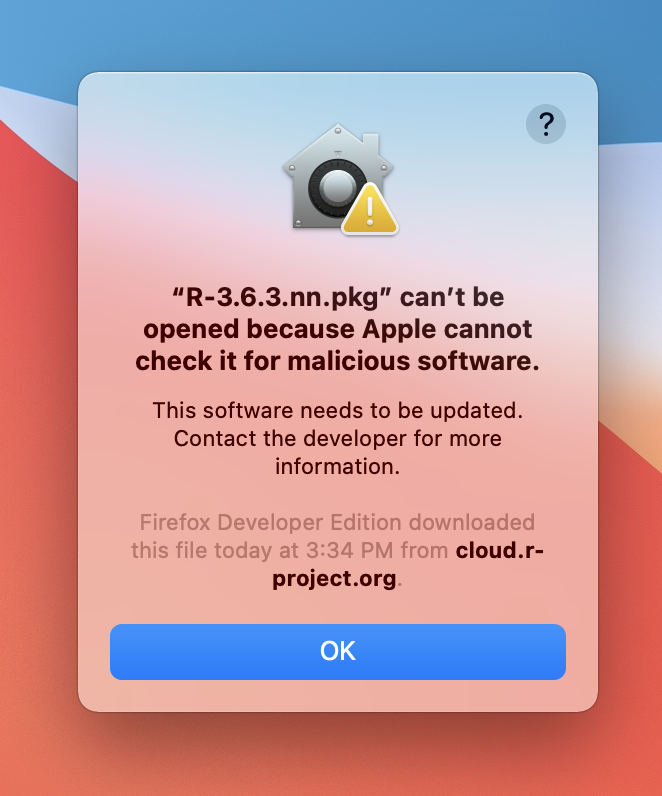 ?
“R-3.6.3.nn.pkg” can’t be
opened because Apple cannot
check it for malicious software.
This software needs to be updated.
Contact the developer for more
information.
Firefox Developer Edition downloaded
this file today at 3:34 PM from cloud.r-
project.org.
OK